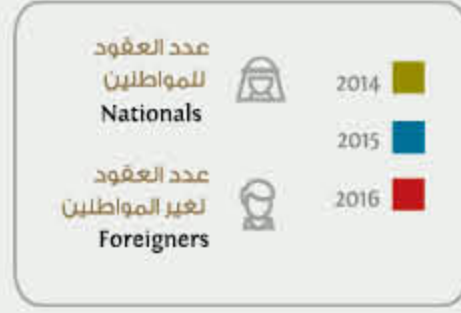 عدد العقود
للمواطنين
Nationals
عدد العقود
لغير المواطنين
Foreigners
2014
2015
2016